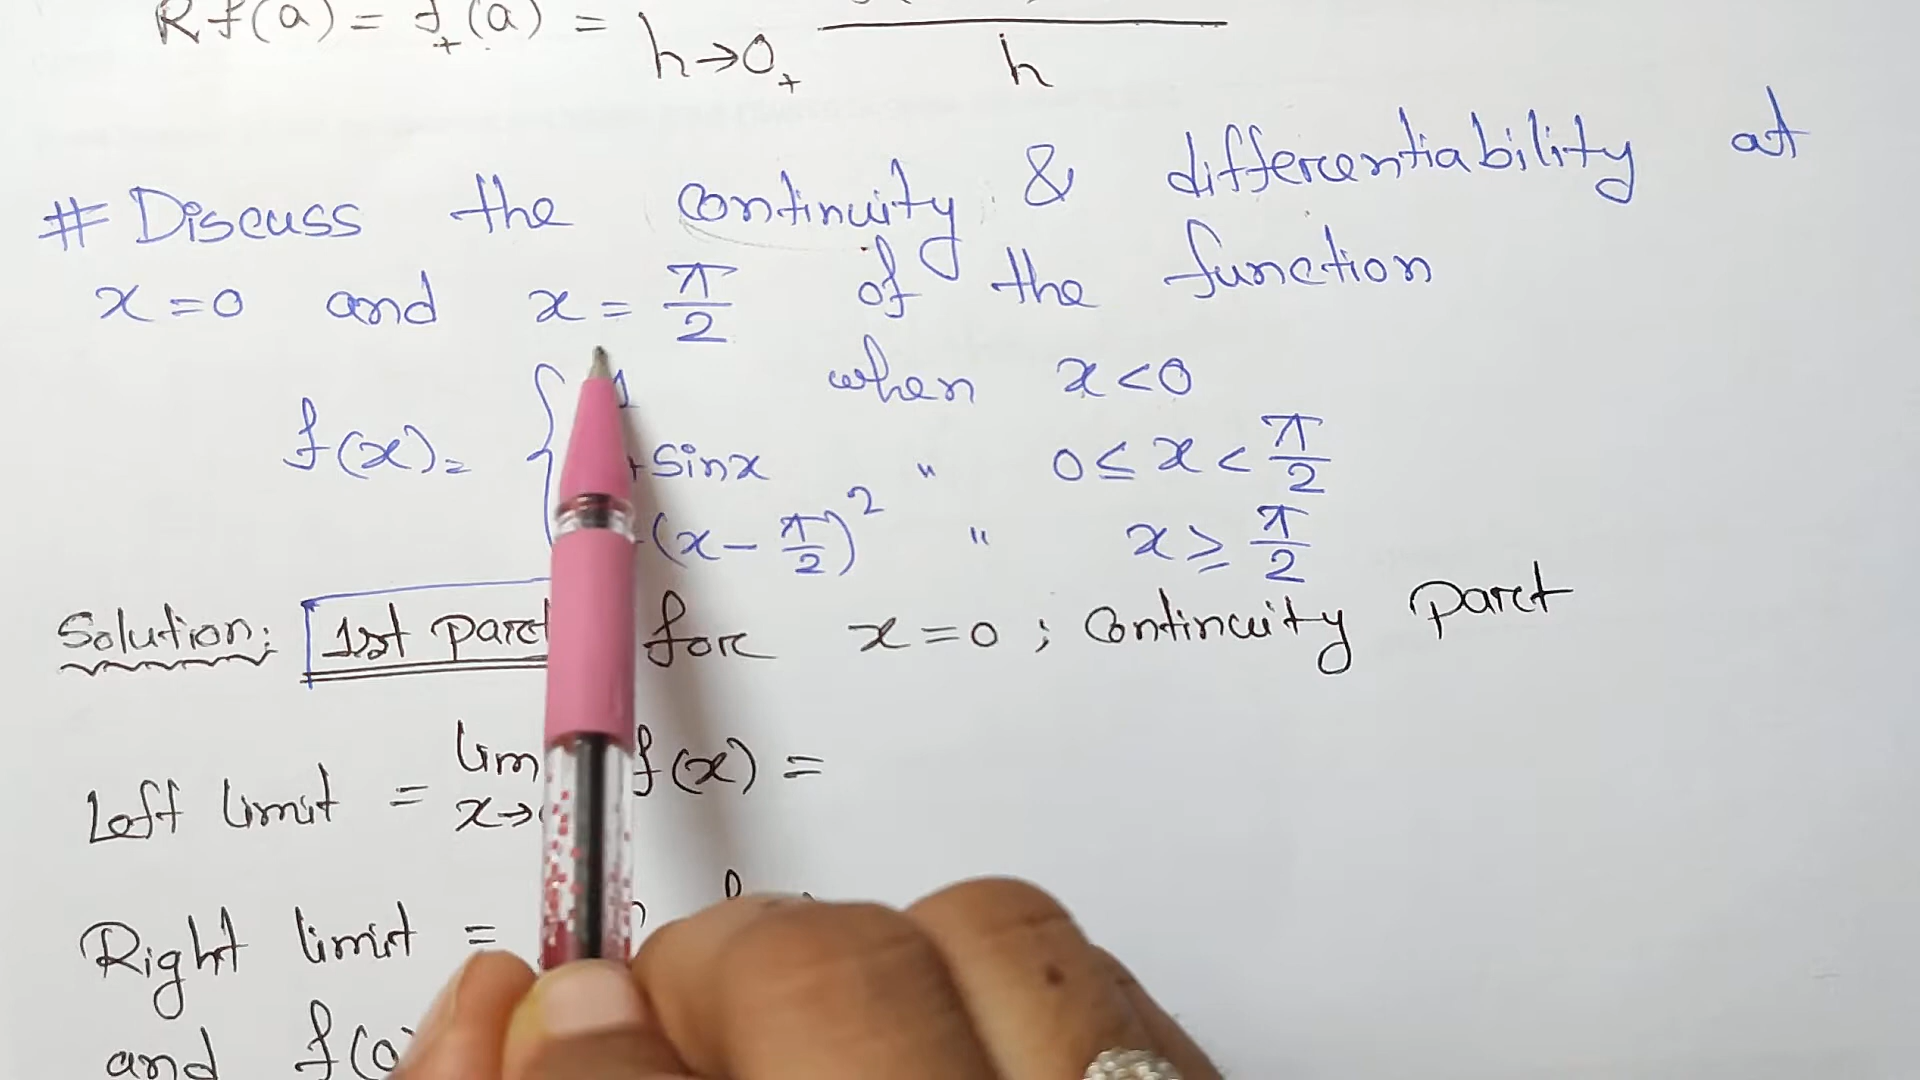 Rf'(a) = f'₊(a) = h→0₊ h
# Discuss the continuity & differentiability at
x = 0 and x = π/2 of the function
f(x) = { 1 when x < 0
+ sinx " 0 ≤ x < π/2
(x - π/2)² " x ≥ π/2
Solution: 1st part for x = 0 ; continuity part
Left limit = lim x→ f(x) =
Right limit =
and f(0